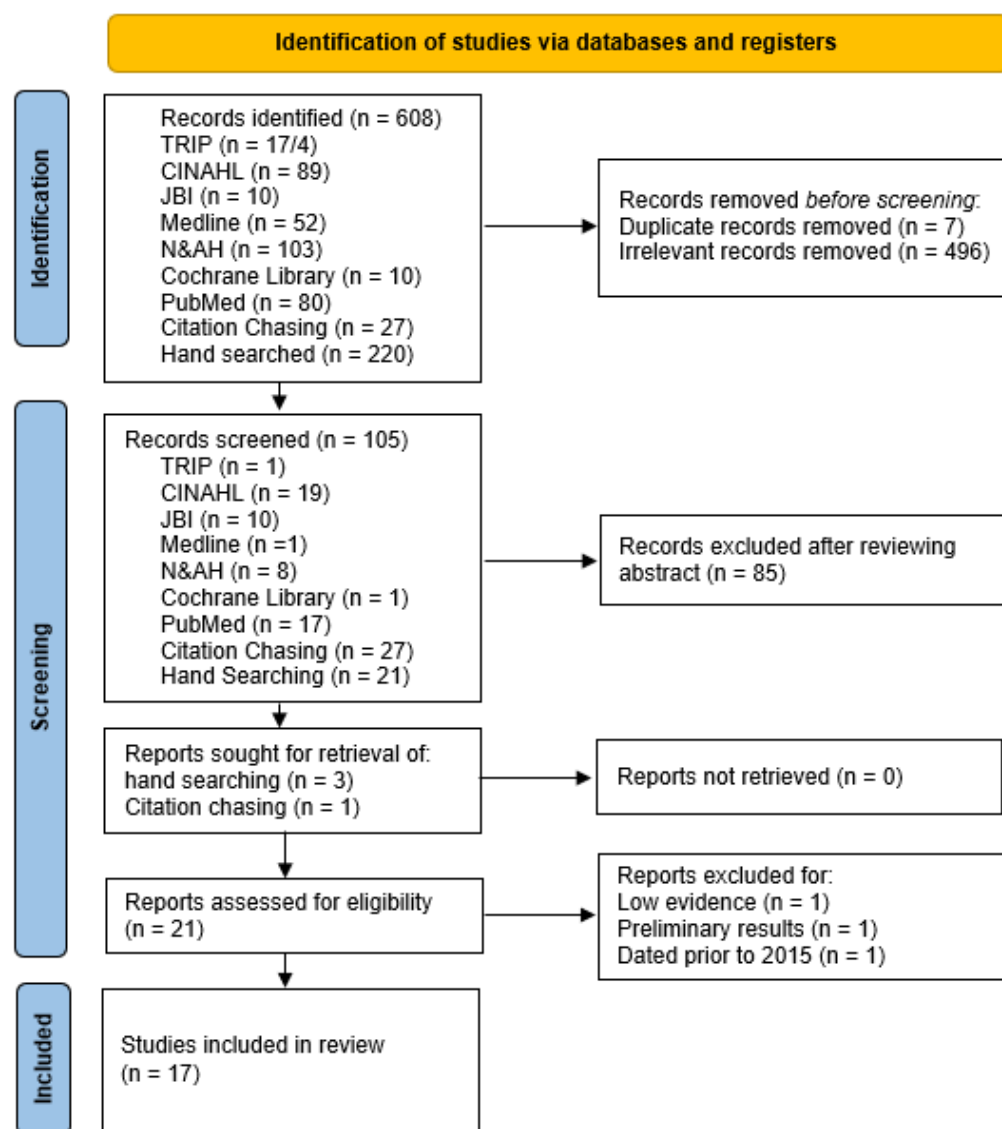 Identification of studies via databases and registers
Identification
Records identified (n = 608)
TRIP (n = 17/4)
CINAHL (n = 89)
JBI (n = 10)
Medline (n = 52)
N&AH (n = 103)
Cochrane Library (n = 10)
PubMed (n = 80)
Citation Chasing (n = 27)
Hand searched (n = 220)
Records removed before screening:
Duplicate records removed (n = 7)
Irrelevant records removed (n = 496)
Screening
Records screened (n = 105)
TRIP (n = 1)
CINAHL (n = 19)
JBI (n = 10)
Medline (n =1)
N&AH (n = 8)
Cochrane Library (n = 1)
PubMed (n = 17)
Citation Chasing (n = 27)
Hand Searching (n = 21)
Records excluded after reviewing
abstract (n = 85)
Reports sought for retrieval of:
hand searching (n = 3)
Citation chasing (n = 1)
Reports not retrieved (n = 0)
Reports assessed for eligibility
(n = 21)
Reports excluded for:
Low evidence (n = 1)
Preliminary results (n = 1)
Dated prior to 2015 (n = 1)
Included
Studies included in review
(n = 17)